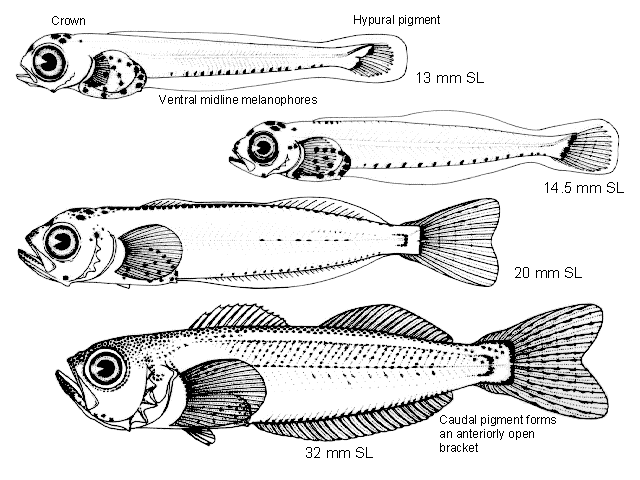 Crown
Hypural pigment
13 mm SL
Ventral midline melanophores
14.5 mm SL
20 mm SL
Caudal pigment forms
an anteriorly open
bracket
32 mm SL